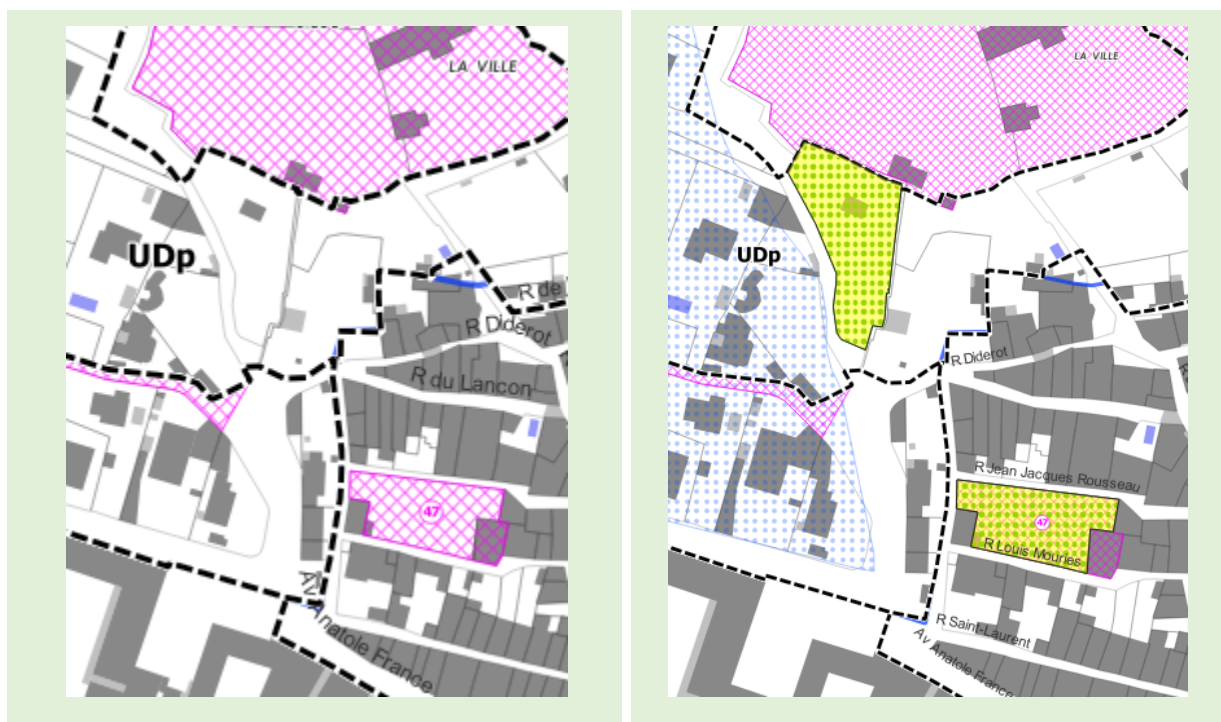 LA VILLE
UDp
R de
R Diderot
R du Lancon
47
Av Anatole France
LA VILLE
UDp
R Diderot
R Jean Jacques Rousseau
47
R Louis Mouries
R Saint-Laurent
Av Anatole France